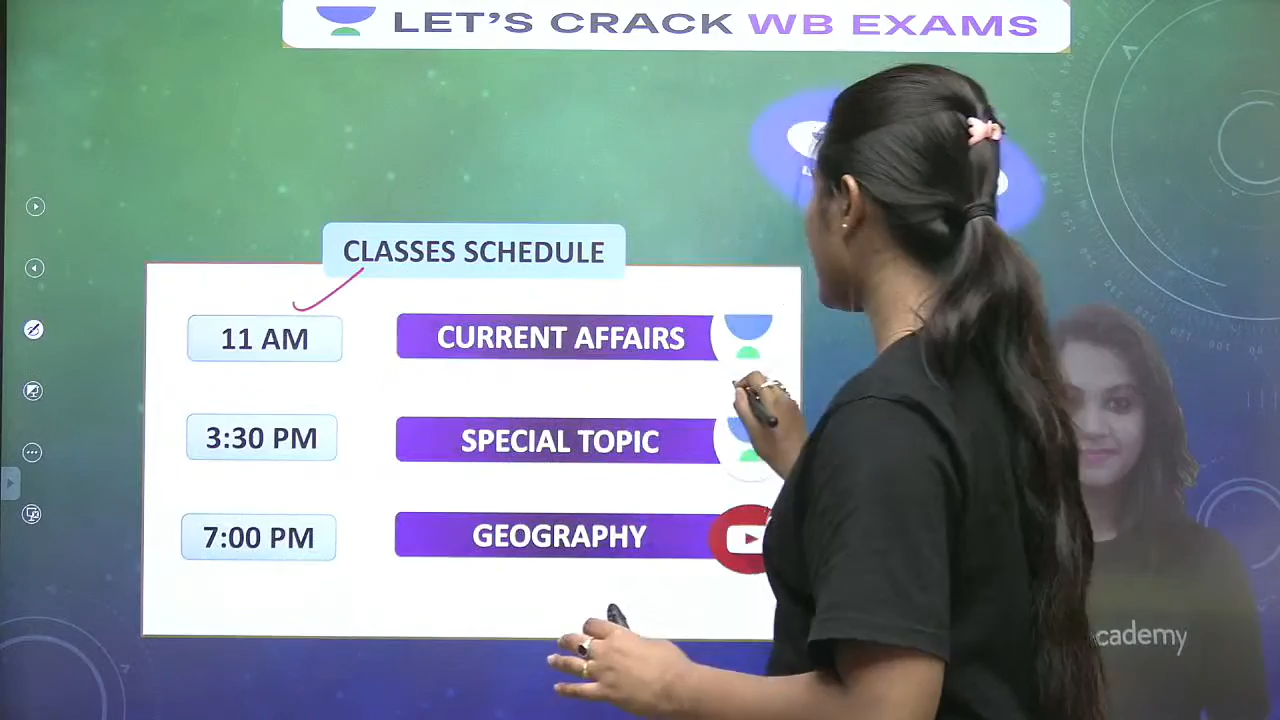 LET'S CRACK WB EXAMS
CLASSES SCHEDULE
11 AM
CURRENT AFFAIRS
3:30 PM
SPECIAL TOPIC
7:00 PM
GEOGRAPHY
cademy